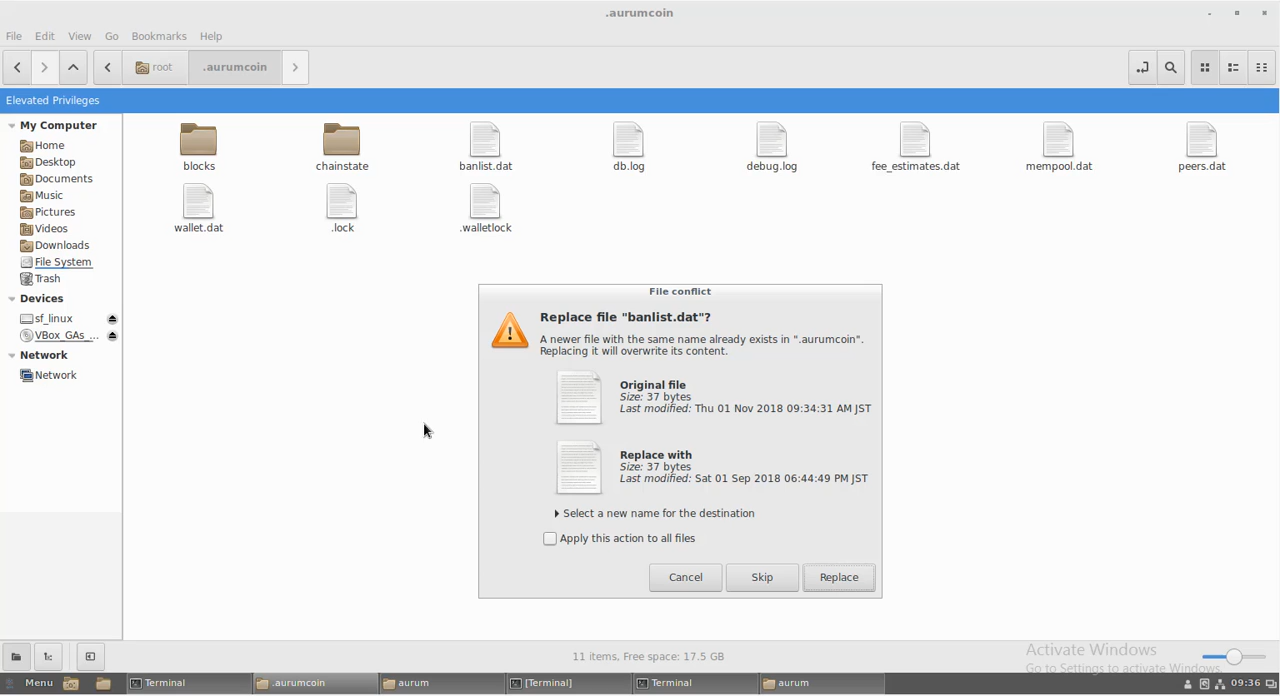 .aurumcoin
File Edit View Go Bookmarks Help
root .aurumcoin
Elevated Privileges
My Computer
Home
Desktop
Documents
Music
Pictures
Videos
Downloads
File System
Trash
Devices
sf_linux
VBox_GAs_...
Network
Network
blocks chainstate banlist.dat db.log debug.log fee_estimates.dat mempool.dat peers.dat
wallet.dat .lock .walletlock
File conflict
Replace file "banlist.dat"?
A newer file with the same name already exists in ".aurumcoin".
Replacing it will overwrite its content.
Original file
Size: 37 bytes
Last modified: Thu 01 Nov 2018 09:34:31 AM JST
Replace with
Size: 37 bytes
Last modified: Sat 01 Sep 2018 06:44:49 PM JST
Select a new name for the destination
Apply this action to all files
Cancel Skip Replace
11 items, Free space: 17.5 GB
Activate Windows
Go to Settings to activate Windows.
Menu Terminal .aurumcoin aurum [Terminal] Terminal aurum 09:36